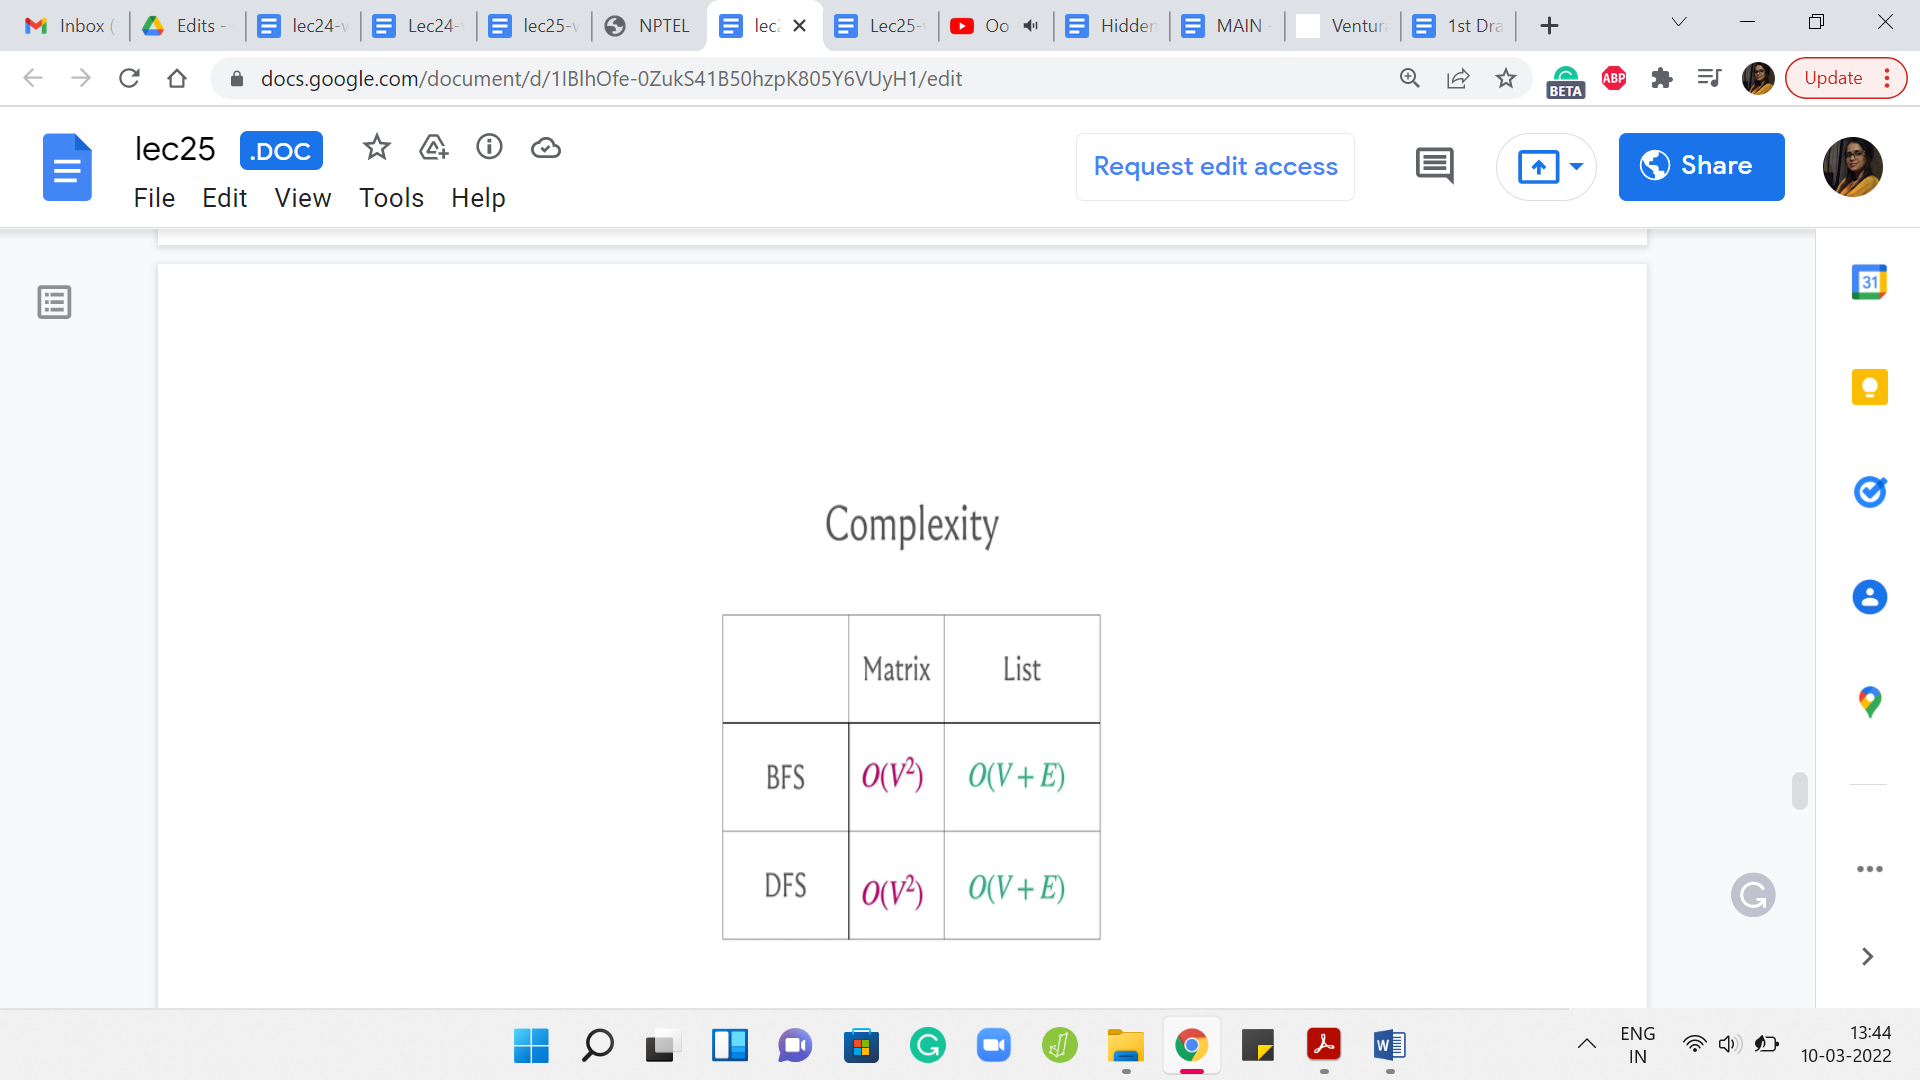 Inbox (
Edits -
lec24-v
Lec24-
lec25-v
NPTEL
lec2
Lec25-
Oo
Hidden
MAIN -
Ventura
1st Dra
docs.google.com/document/d/1IBlhOfe-0ZukS41B50hzpK805Y6VUyH1/edit
BETA
ABP
Update
lec25
.DOC
File Edit View Tools Help
Request edit access
Share
31
Complexity
Matrix List
BFS O(V²) O(V + E)
DFS O(V²) O(V + E)
ENG
IN
13:44
10-03-2022